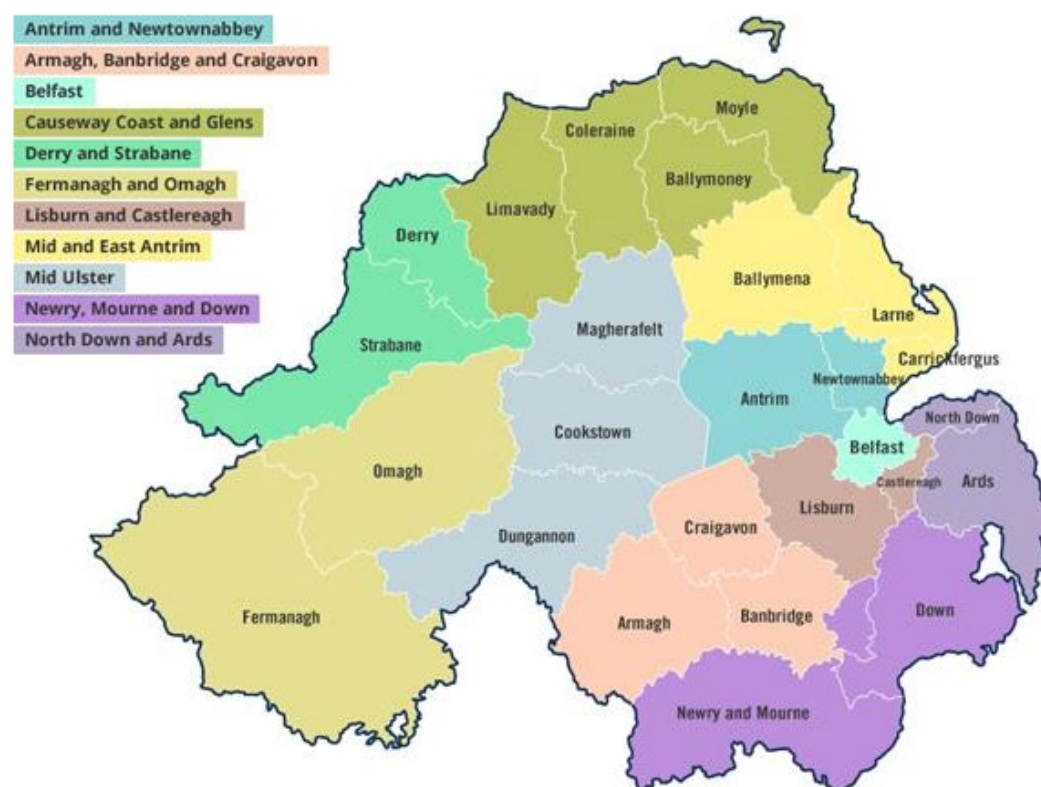 Antrim and Newtownabbey
Armagh, Banbridge and Craigavon
Belfast
Causeway Coast and Glens
Derry and Strabane
Fermanagh and Omagh
Lisburn and Castlereagh
Mid and East Antrim
Mid Ulster
Newry, Mourne and Down
North Down and Ards
Moyle
Coleraine
Ballymoney
Limavady
Derry
Ballymena
Larne
Magherafelt
Strabane
Carrickfergus
Newtownabbey
Antrim
North Down
Cookstown
Belfast
Omagh
Castlereagh
Ards
Lisburn
Craigavon
Dungannon
Down
Fermanagh
Armagh
Banbridge
Newry and Mourne